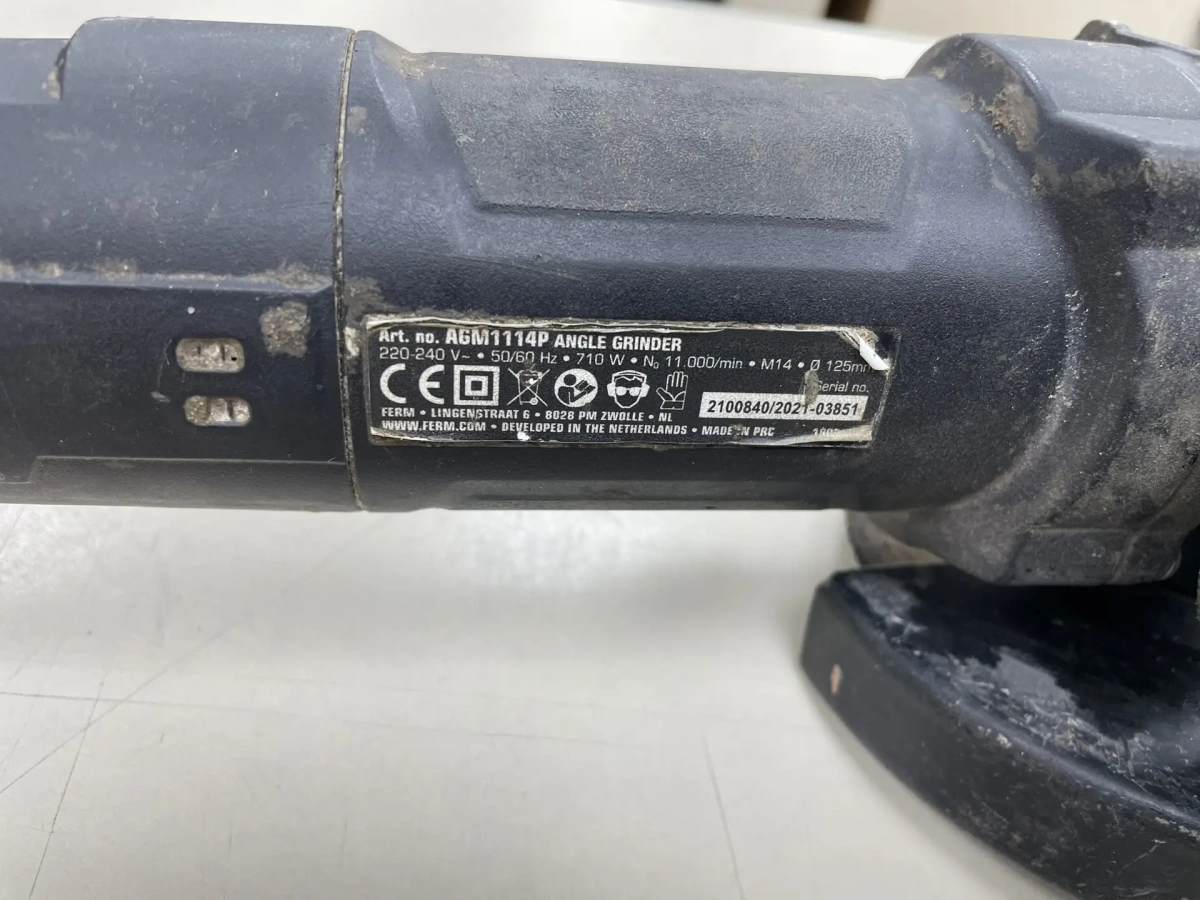 Art. no. AGM1114P ANGLE GRINDER
220-240 V~ • 50/60 Hz • 710 W • N₀ 11.000/min • M14 • Ø 125m
CE
Serial no.
2100840/2021-03851
FERM • LINGENSTRAAT 6 • 8028 PM ZWOLLE • NL
WWW.FERM.COM • DEVELOPED IN THE NETHERLANDS • MADE IN PRC